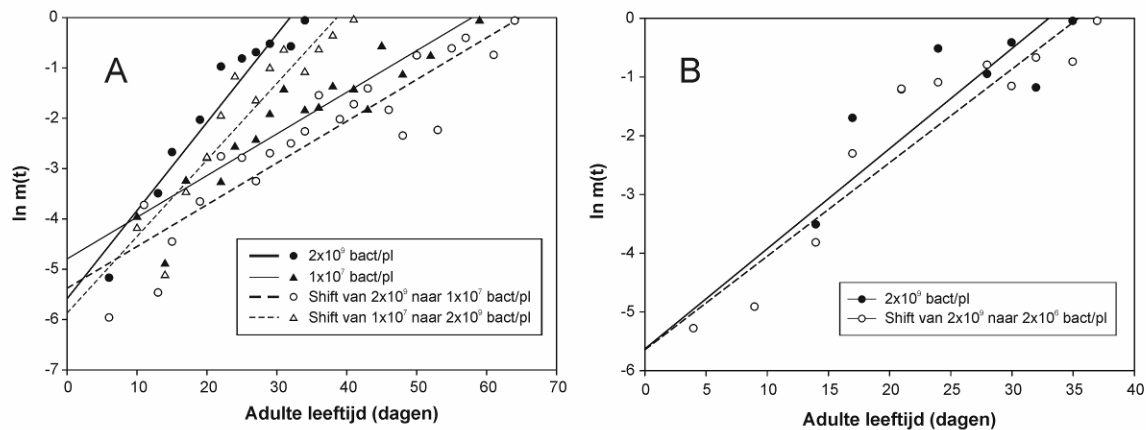 A
ln m(t)
0
-1
-2
-3
-4
-5
-6
-7
0 10 20 30 40 50 60 70
Adulte leeftijd (dagen)
2x10⁹ bact/pl
1x10⁷ bact/pl
Shift van 2x10⁹ naar 1x10⁷ bact/pl
Shift van 1x10⁷ naar 2x10⁹ bact/pl
B
ln m(t)
0
-1
-2
-3
-4
-5
-6
0 5 10 15 20 25 30 35 40
Adulte leeftijd (dagen)
2x10⁹ bact/pl
Shift van 2x10⁹ naar 2x10⁶ bact/pl